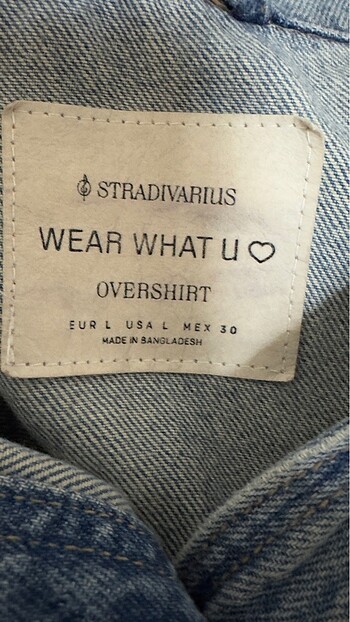 STRADIVARIUS
WEAR WHAT U ♡
OVERSHIRT
EUR L USA L MEX 30
MADE IN BANGLADESH